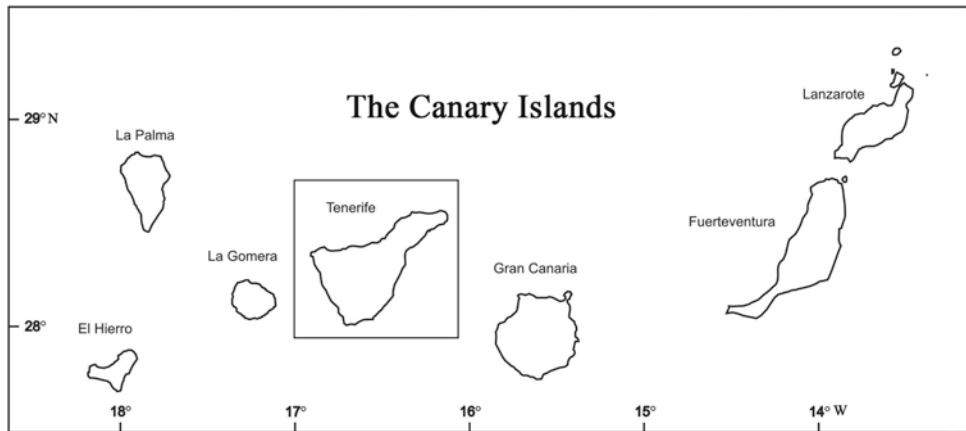 The Canary Islands
Lanzarote
29° N
La Palma
Tenerife
Fuerteventura
La Gomera
Gran Canaria
28°
El Hierro
18°
17°
16°
15°
14° W